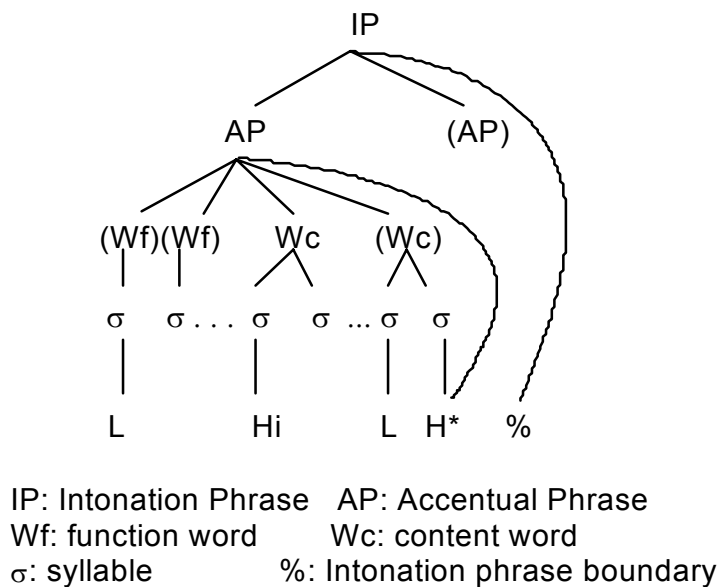 IP
AP (AP)
(Wf)(Wf) Wc (Wc)
σ σ . . . σ σ ... σ σ
L Hi L H* %
IP: Intonation Phrase AP: Accentual Phrase
Wf: function word Wc: content word
σ: syllable %: Intonation phrase boundary